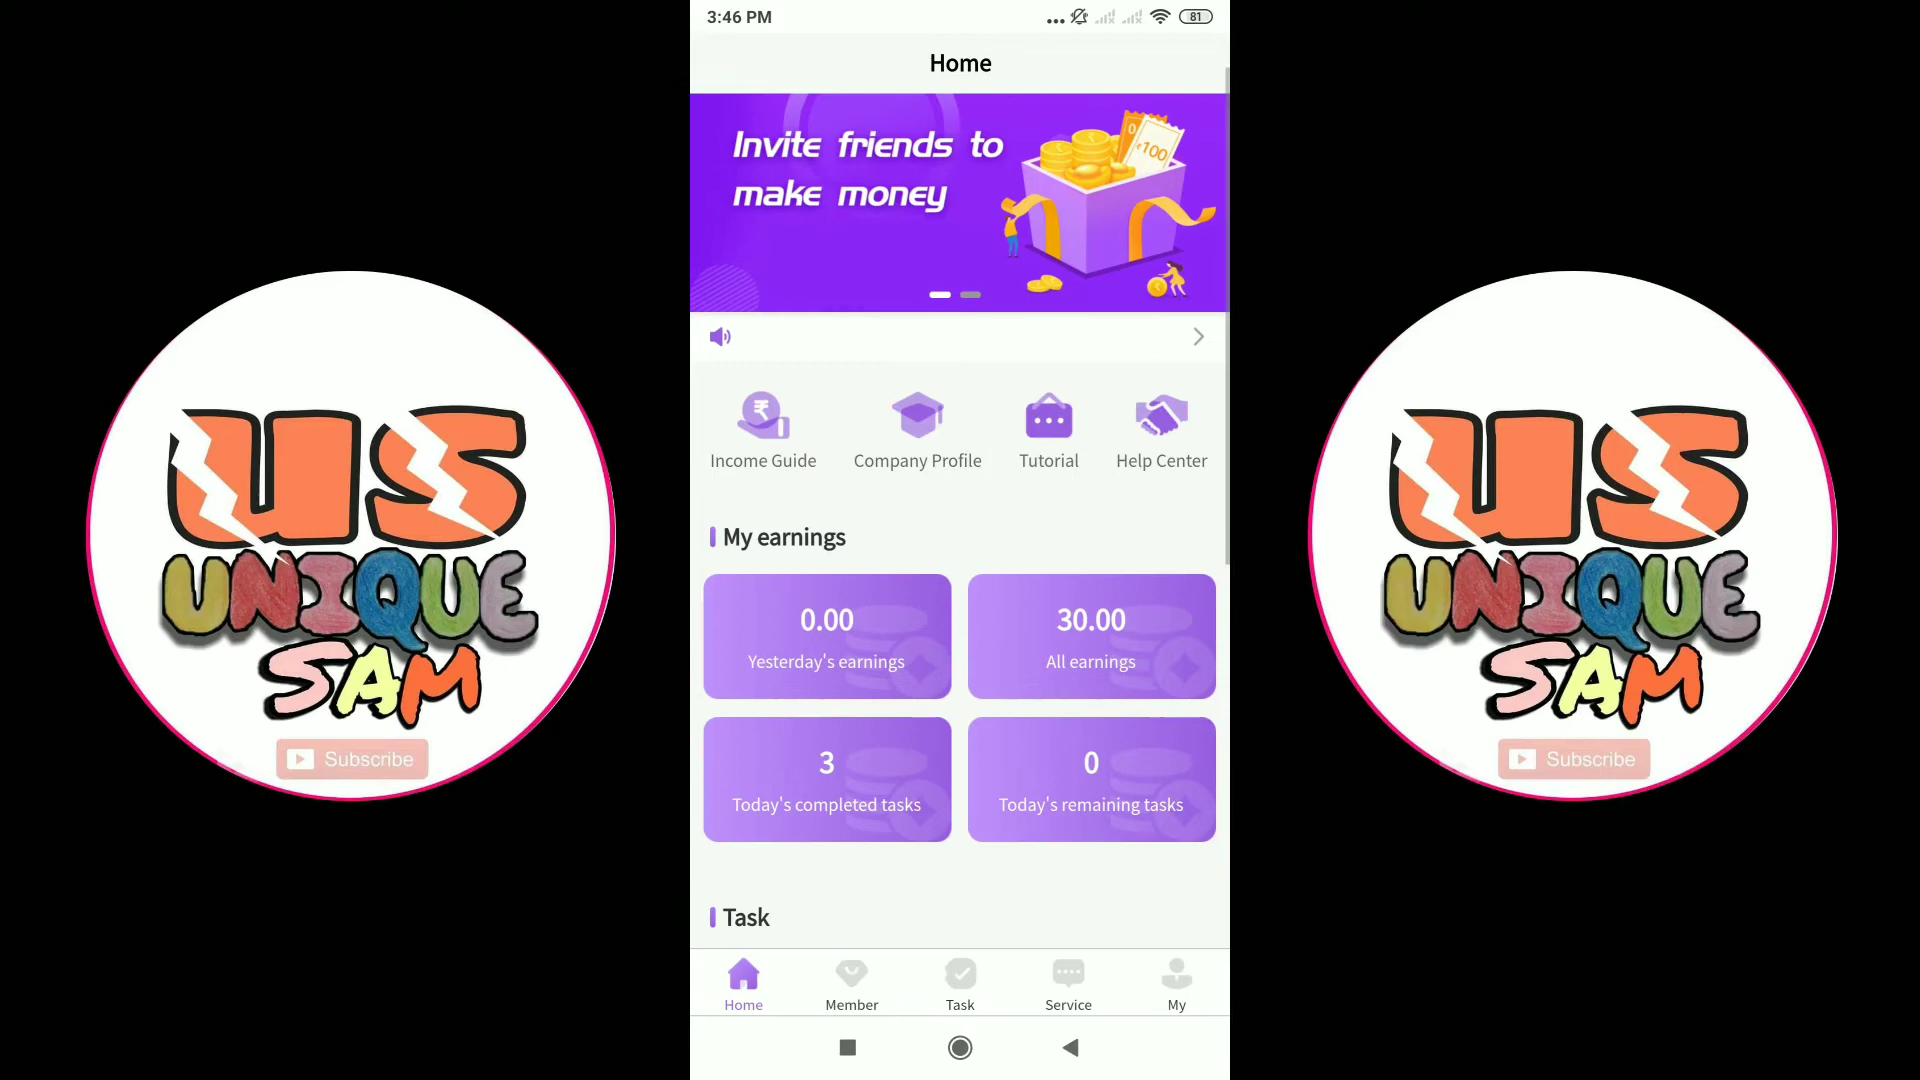 3:46 PM
81
Home
Invite friends to
make money
0
₹100
Income Guide
Company Profile
Tutorial
Help Center
My earnings
0.00
Yesterday's earnings
30.00
All earnings
3
Today's completed tasks
0
Today's remaining tasks
Task
Home
Member
Task
Service
My
US
UNIQUE
SAM
Subscribe
US
UNIQUE
SAM
Subscribe